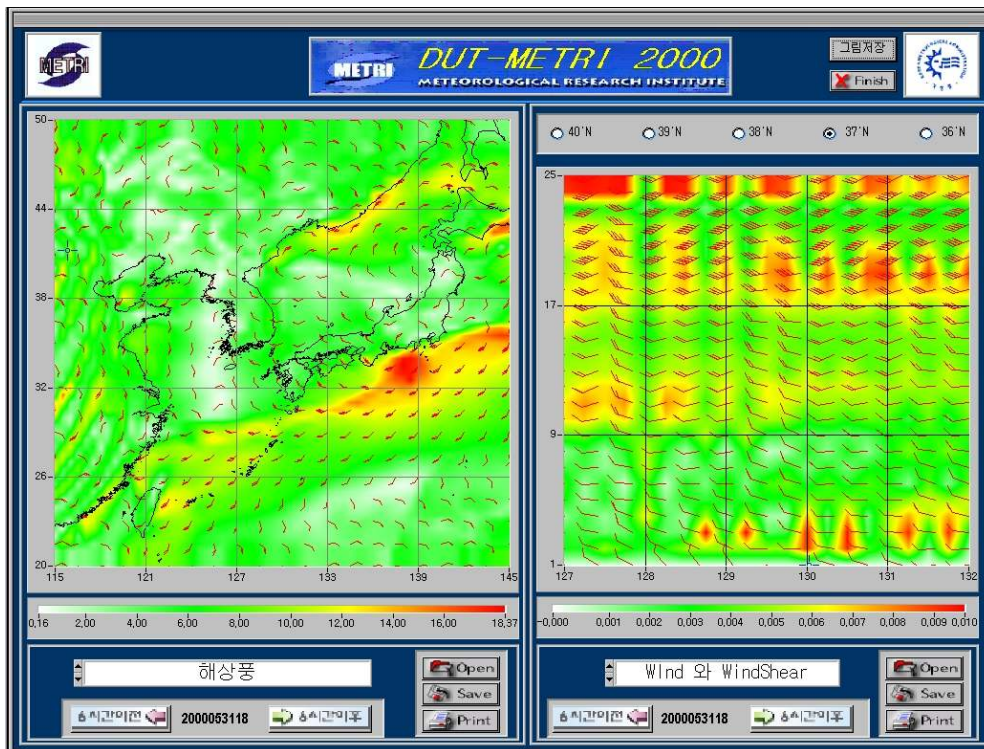 METRI
DUT-METRI 2000
METRI
METEOROLOGICAL RESEARCH INSTITUTE
그림저장
Finish
50
44
38
32
26
20
115 121 127 133 139 145
0,16 2,00 4,00 6,00 8,00 10,00 12,00 14,00 16,00 18,37
해상풍
Open
Save
6시간이전 2000053118 6시간이후
Print
40'N 39'N 38'N 37'N 36'N
25
17
9
1
127 128 129 130 131 132
-0,000 0,001 0,002 0,003 0,004 0,005 0,006 0,007 0,008 0,009 0,010
WInd 와 WindShear
Open
Save
6시간이전 2000053118 6시간이후
Print